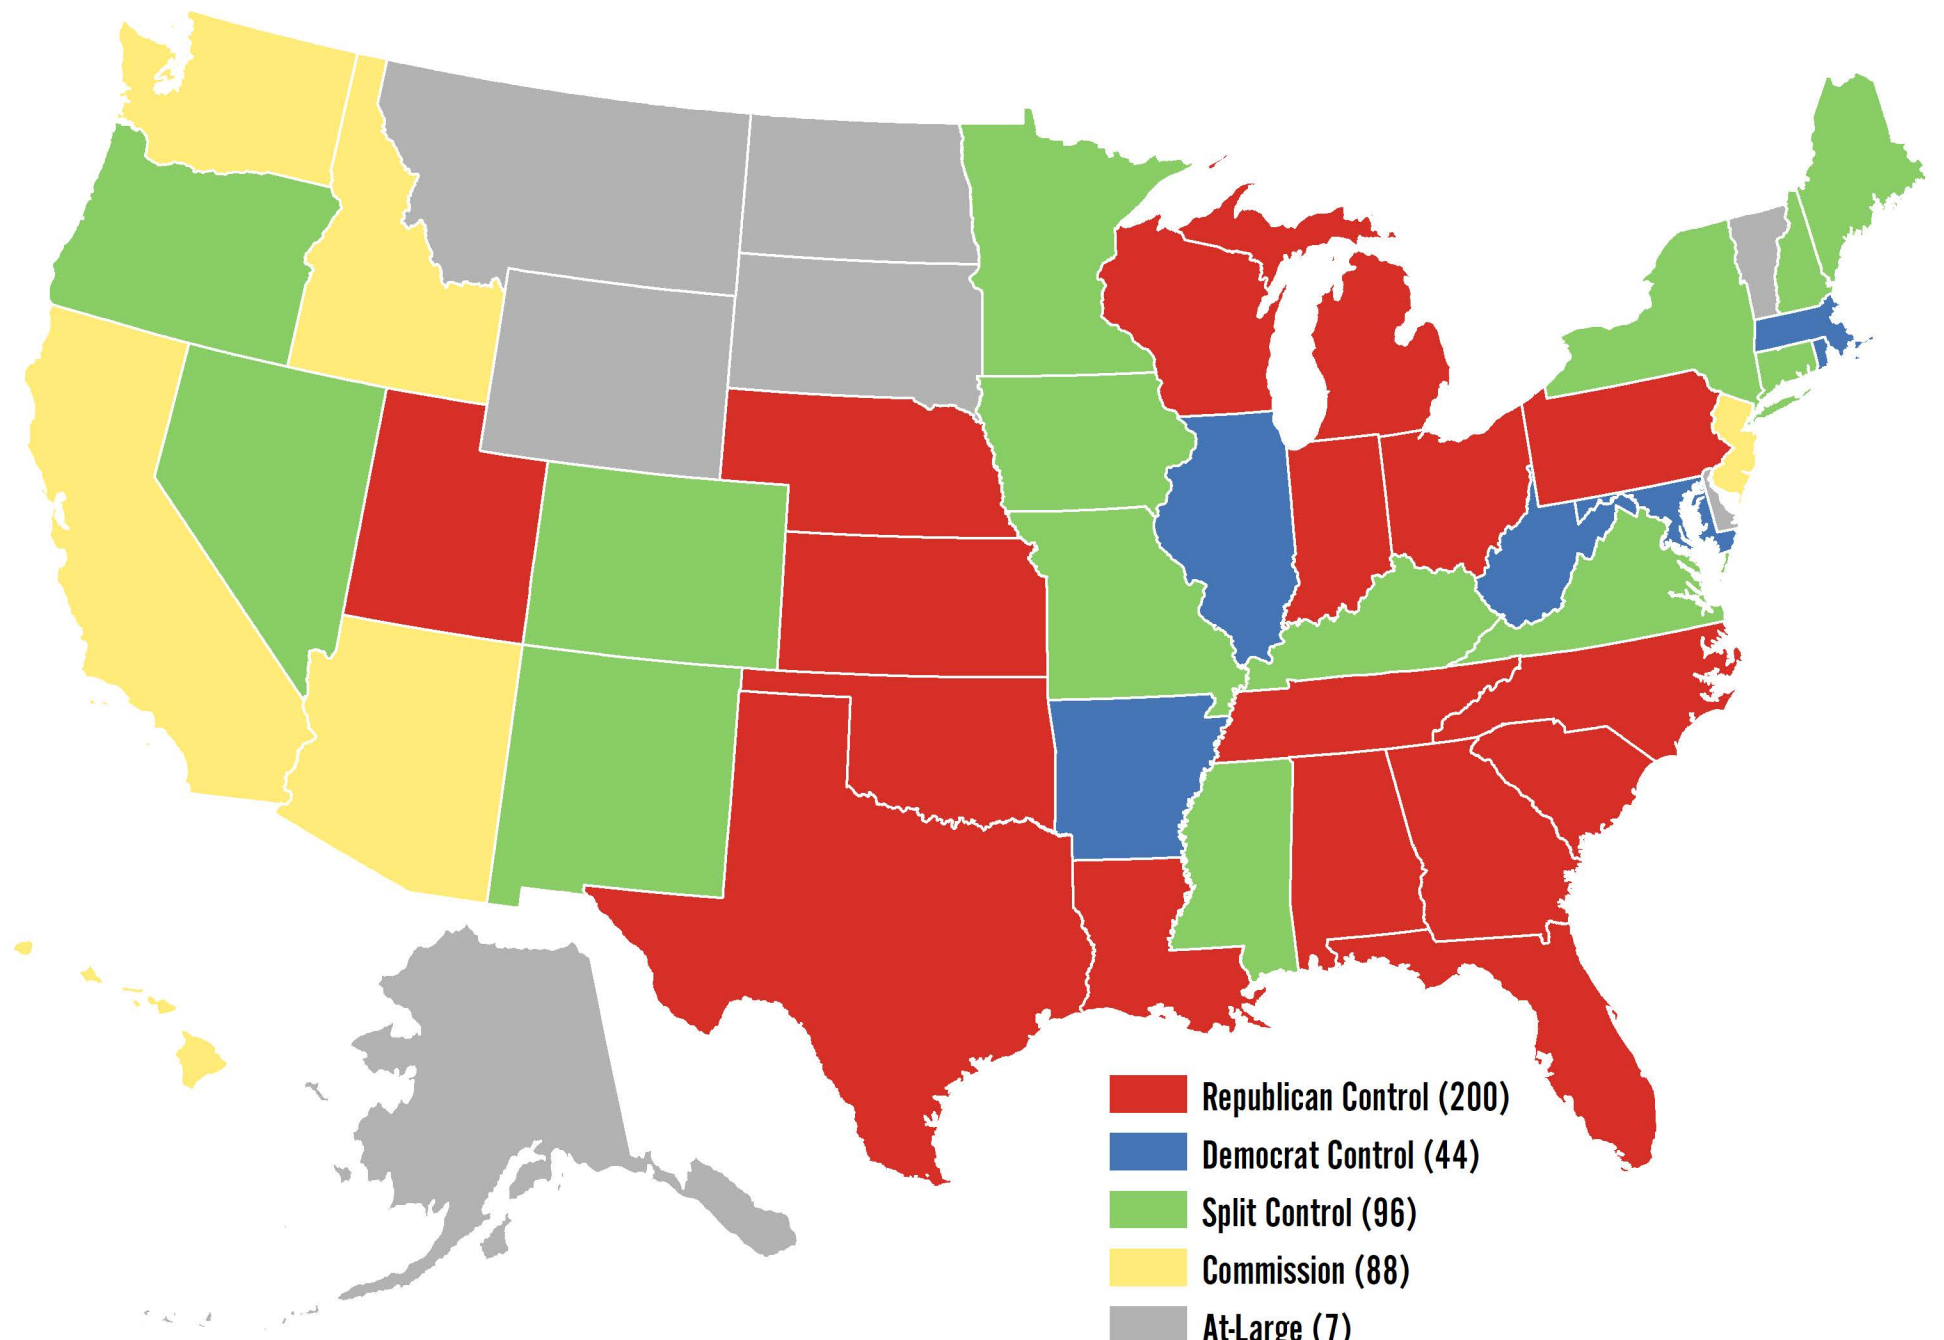 Republican Control (200)
Democrat Control (44)
Split Control (96)
Commission (88)
At-Large (7)